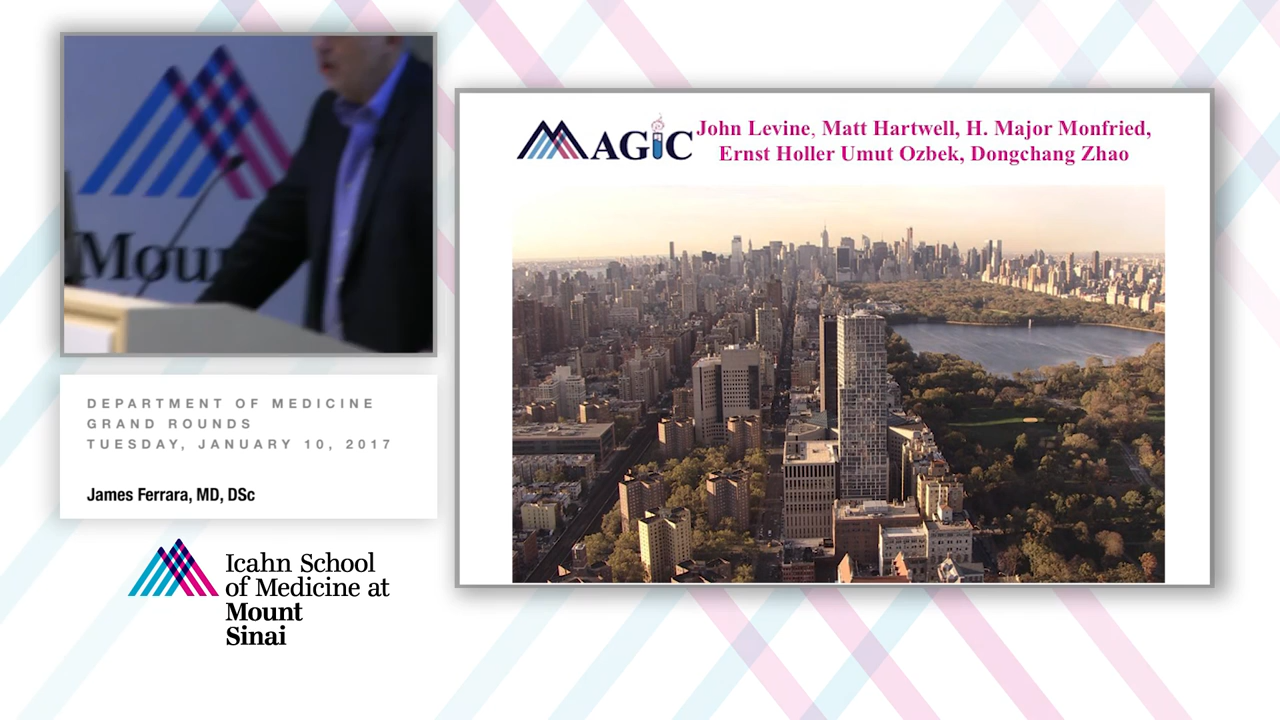 Mou
DEPARTMENT OF MEDICINE
GRAND ROUNDS
TUESDAY, JANUARY 10, 2017
James Ferrara, MD, DSc
Icahn School
of Medicine at
Mount
Sinai
MAGIC
John Levine, Matt Hartwell, H. Major Monfried,
Ernst Holler Umut Ozbek, Dongchang Zhao